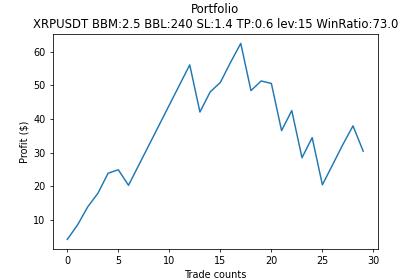 Portfolio
XRPUSDT BBM:2.5 BBL:240 SL:1.4 TP:0.6 lev:15 WinRatio:73.0
60
50
40
30
20
10
Profit ($)
0 5 10 15 20 25 30
Trade counts